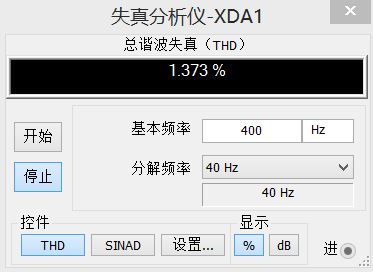 失真分析仪-XDA1
总谐波失真（THD）
1.373 %
开始
停止
基本频率
400
Hz
分解频率
40 Hz
40 Hz
控件
THD
SINAD
设置...
显示
%
dB
进